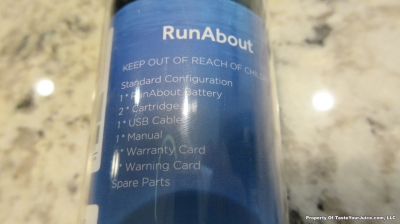 RunAbout
KEEP OUT OF REACH OF CHILD
Standard Configuration
1* RunAbout Battery
2* Cartridge
1* USB Cable
1* Manual
* Warranty Card
* Warning Card
Spare Parts
Property Of TasteYourJuice.com, LLC